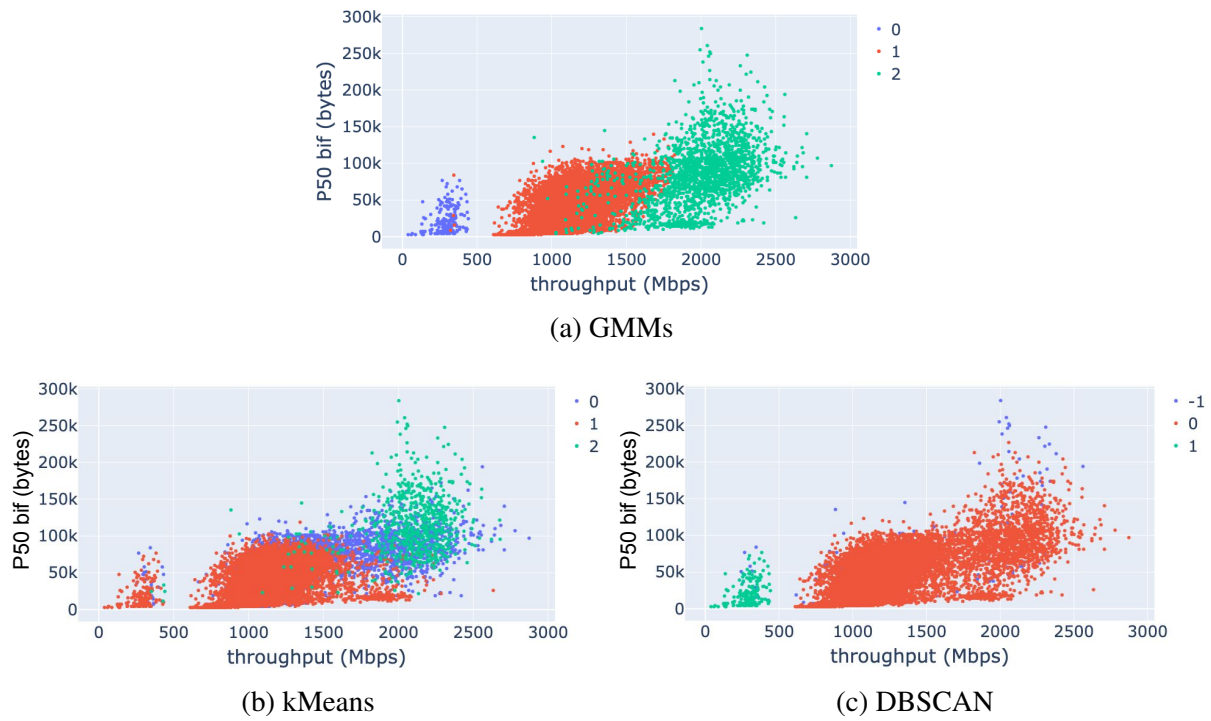 300k
250k
200k
150k
100k
50k
0
P50 bif (bytes)
0 500 1000 1500 2000 2500 3000
throughput (Mbps)
0
1
2
(a) GMMs
300k
250k
200k
150k
100k
50k
0
P50 bif (bytes)
0 500 1000 1500 2000 2500 3000
throughput (Mbps)
0
1
2
(b) kMeans
300k
250k
200k
150k
100k
50k
0
P50 bif (bytes)
0 500 1000 1500 2000 2500 3000
throughput (Mbps)
-1
0
1
(c) DBSCAN